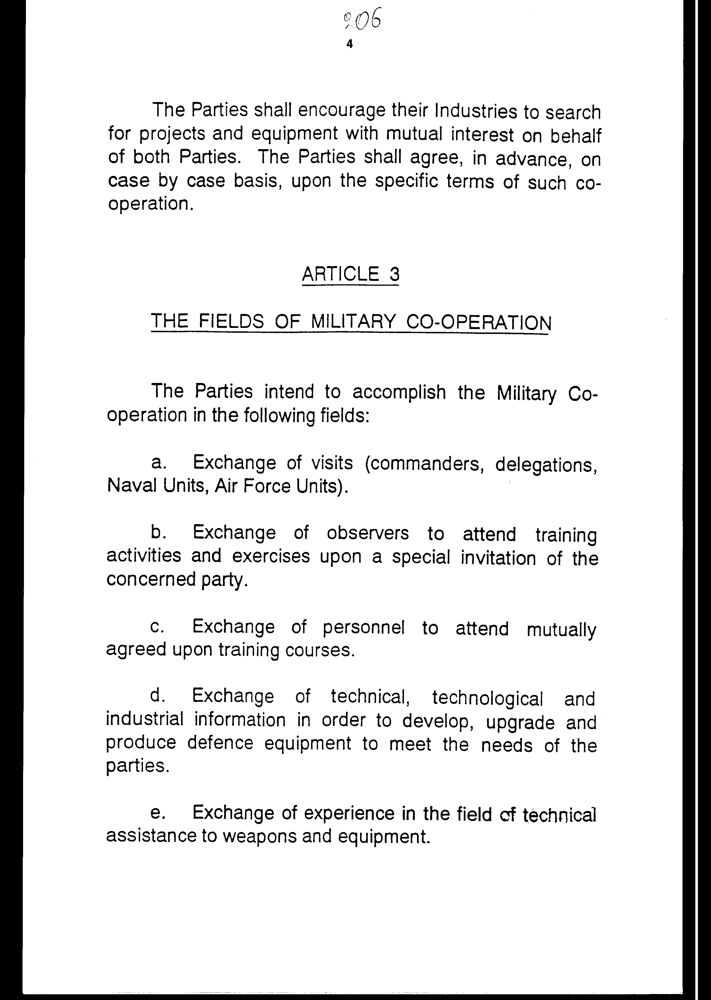 206
4
The Parties shall encourage their Industries to search
for projects and equipment with mutual interest on behalf
of both Parties. The Parties shall agree, in advance, on
case by case basis, upon the specific terms of such co-
operation.
ARTICLE 3
THE FIELDS OF MILITARY CO-OPERATION
The Parties intend to accomplish the Military Co-
operation in the following fields:
a. Exchange of visits (commanders, delegations,
Naval Units, Air Force Units).
b. Exchange of observers to attend training
activities and exercises upon a special invitation of the
concerned party.
c. Exchange of personnel to attend mutually
agreed upon training courses.
d. Exchange of technical, technological and
industrial information in order to develop, upgrade and
produce defence equipment to meet the needs of the
parties.
e. Exchange of experience in the field of technical
assistance to weapons and equipment.